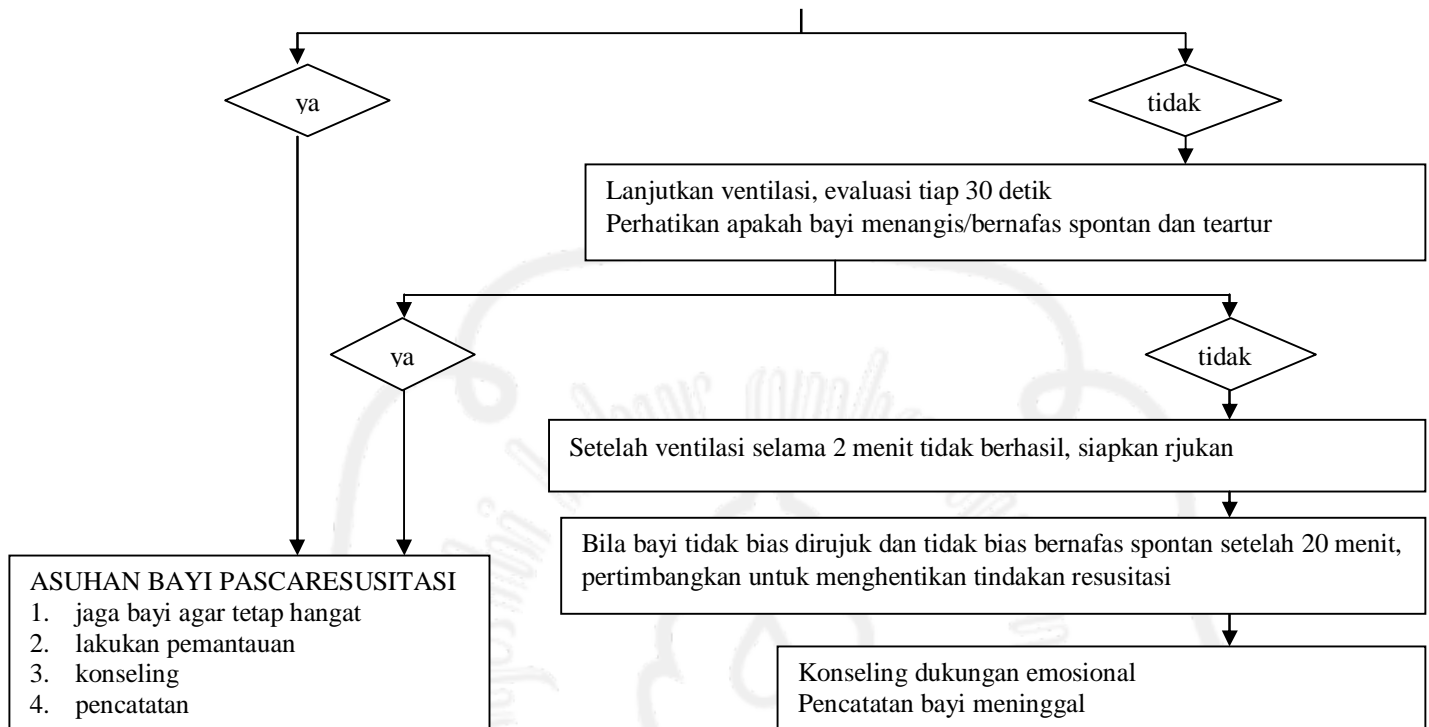 ya
tidak
Lanjutkan ventilasi, evaluasi tiap 30 detik
Perhatikan apakah bayi menangis/bernafas spontan dan teartur
ya
tidak
Setelah ventilasi selama 2 menit tidak berhasil, siapkan rjukan
Bila bayi tidak bias dirujuk dan tidak bias bernafas spontan setelah 20 menit,
pertimbangkan untuk menghentikan tindakan resusitasi
ASUHAN BAYI PASCARESUSITASI
1. jaga bayi agar tetap hangat
2. lakukan pemantauan
3. konseling
4. pencatatan
Konseling dukungan emosional
Pencatatan bayi meninggal